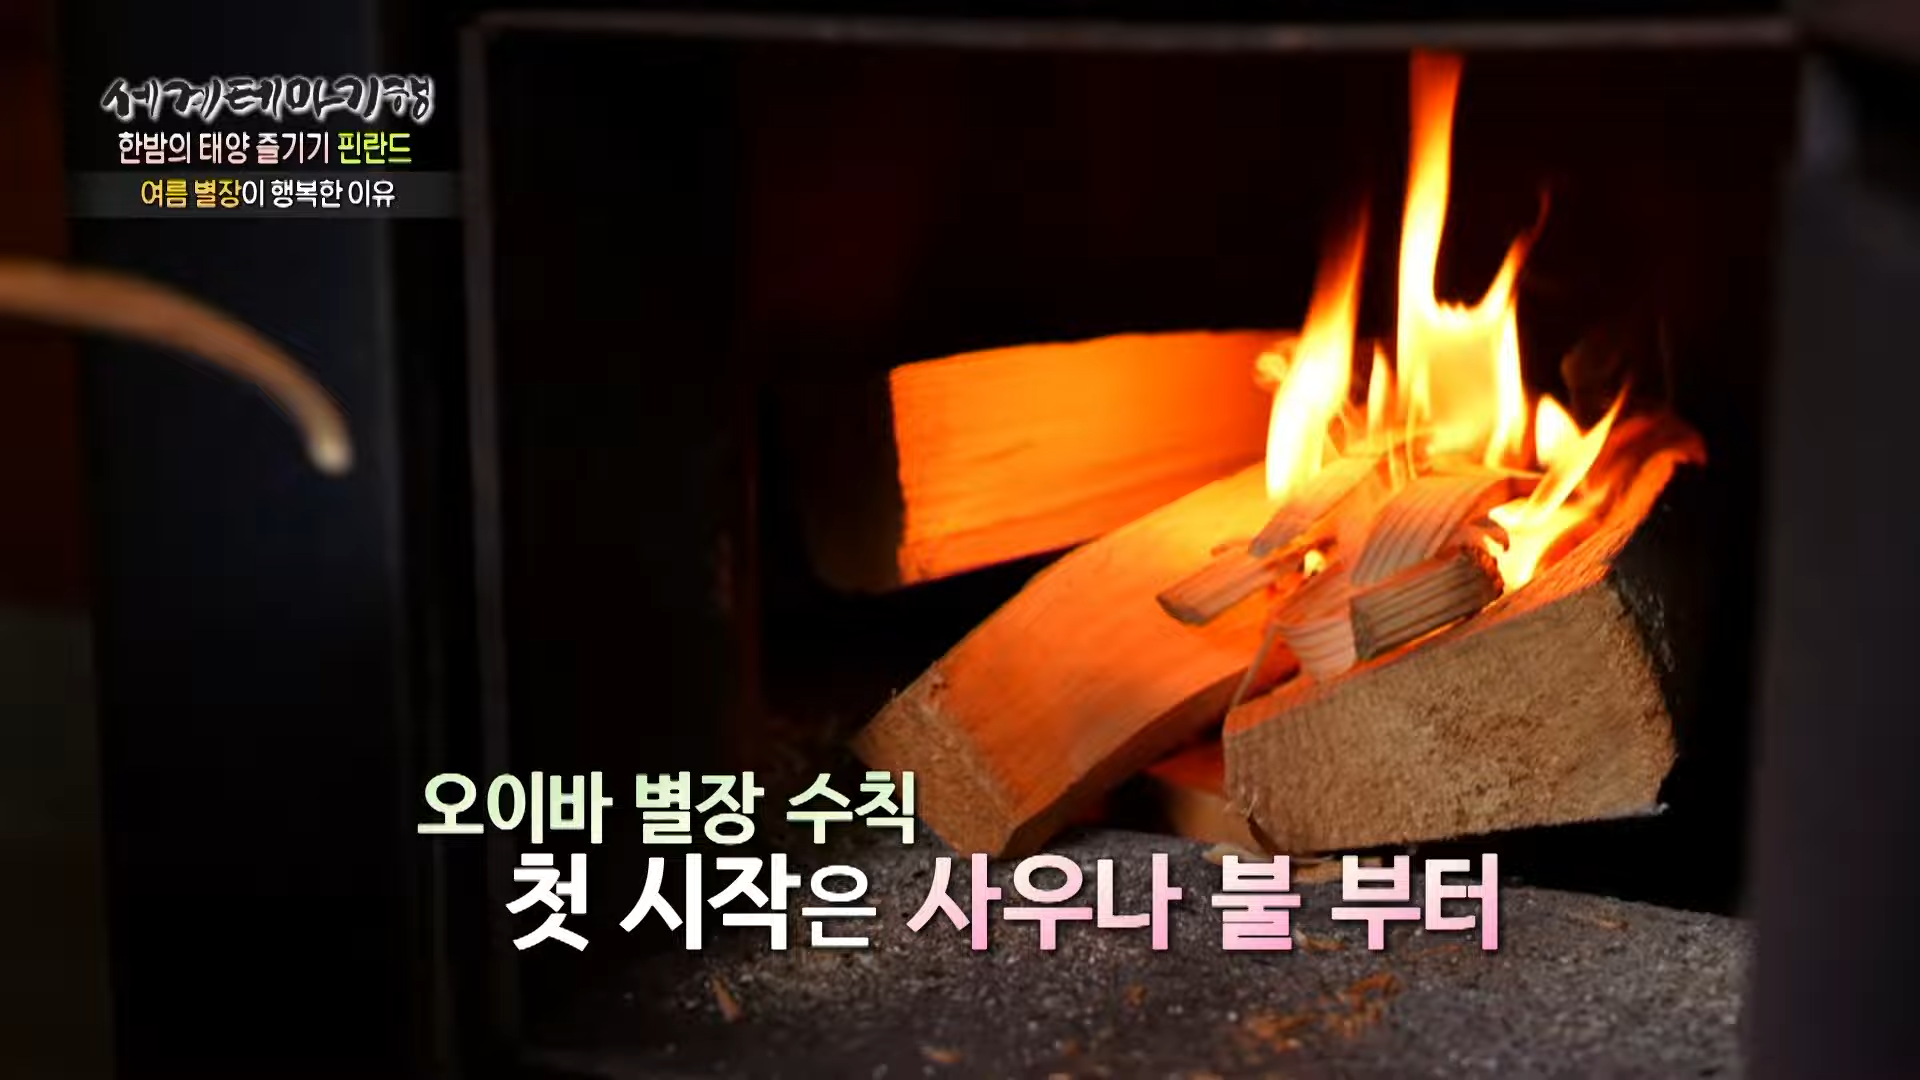 세계테마기행
한밤의 태양 즐기기 핀란드
여름 별장이 행복한 이유
오이바 별장 수칙
첫 시작은 사우나 불 부터